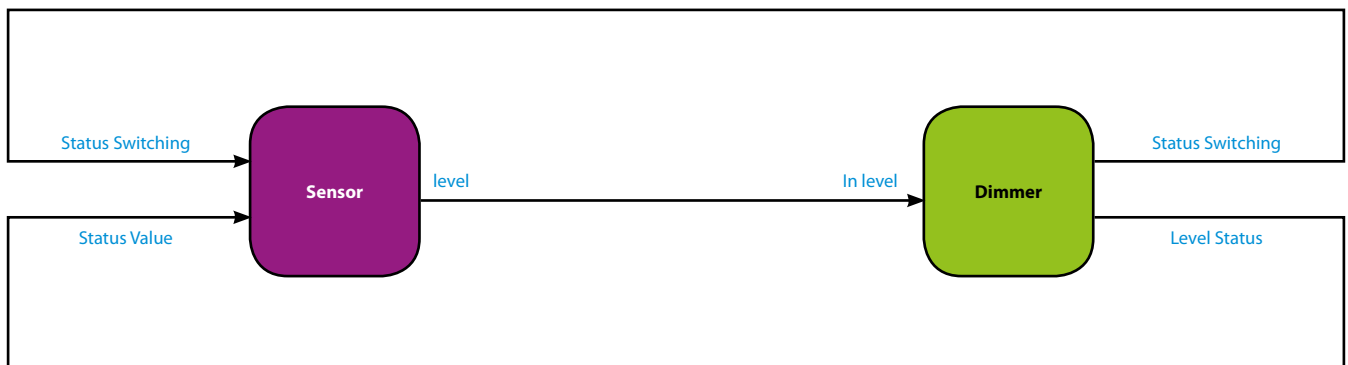 Status Switching
Status Switching
Sensor
level
In level
Dimmer
Status Value
Level Status